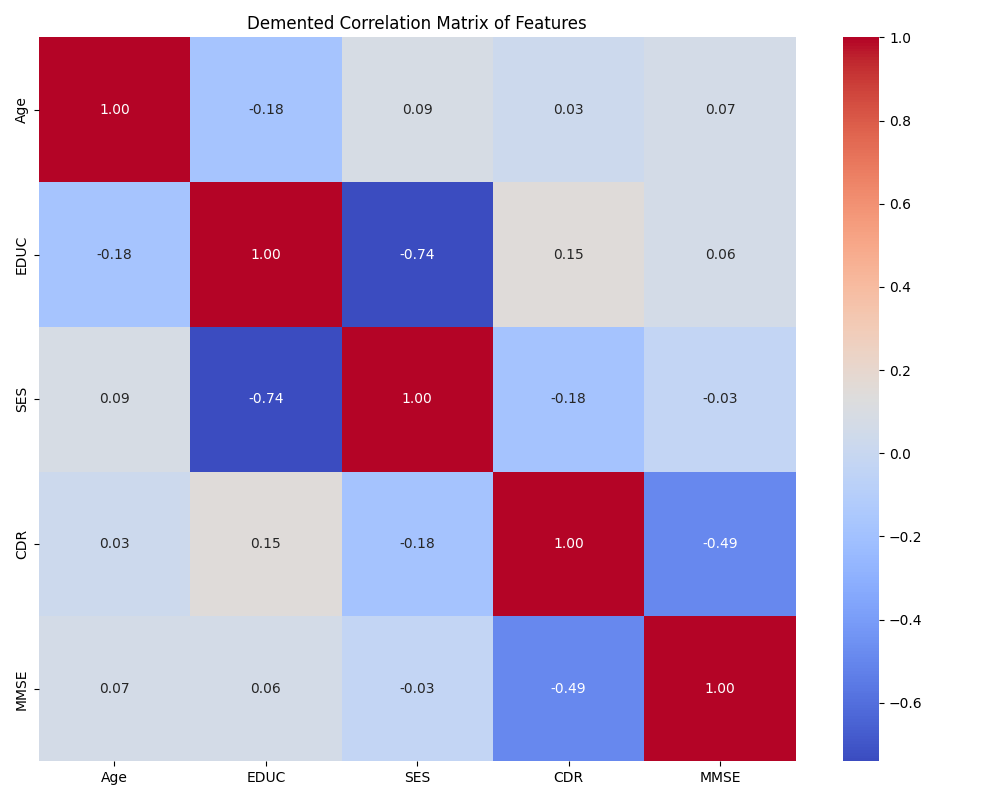 Demented Correlation Matrix of Features
Age 1.00 -0.18 0.09 0.03 0.07
EDUC -0.18 1.00 -0.74 0.15 0.06
SES 0.09 -0.74 1.00 -0.18 -0.03
CDR 0.03 0.15 -0.18 1.00 -0.49
MMSE 0.07 0.06 -0.03 -0.49 1.00
Age EDUC SES CDR MMSE
1.0
0.8
0.6
0.4
0.2
0.0
−0.2
−0.4
−0.6